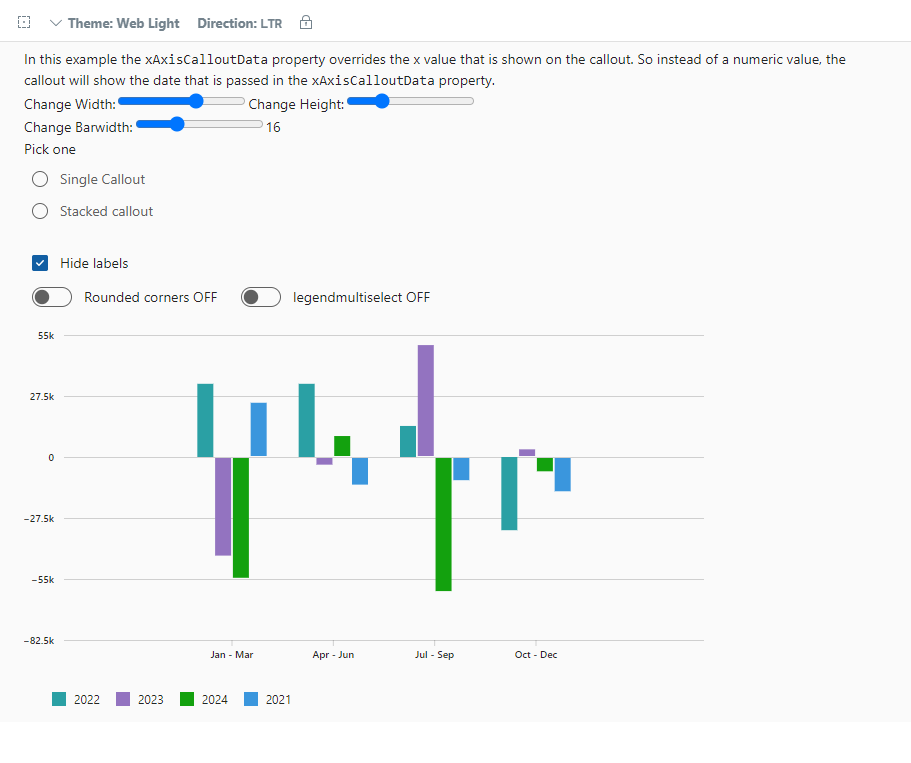 Theme: Web Light Direction: LTR
In this example the xAxisCalloutData property overrides the x value that is shown on the callout. So instead of a numeric value, the
callout will show the date that is passed in the xAxisCalloutData property.
Change Width: Change Height:
Change Barwidth: 16
Pick one
Single Callout
Stacked callout
Hide labels
Rounded corners OFF legendmultiselect OFF
55k
27.5k
0
−27.5k
−55k
−82.5k
Jan - Mar Apr - Jun Jul - Sep Oct - Dec
2022 2023 2024 2021